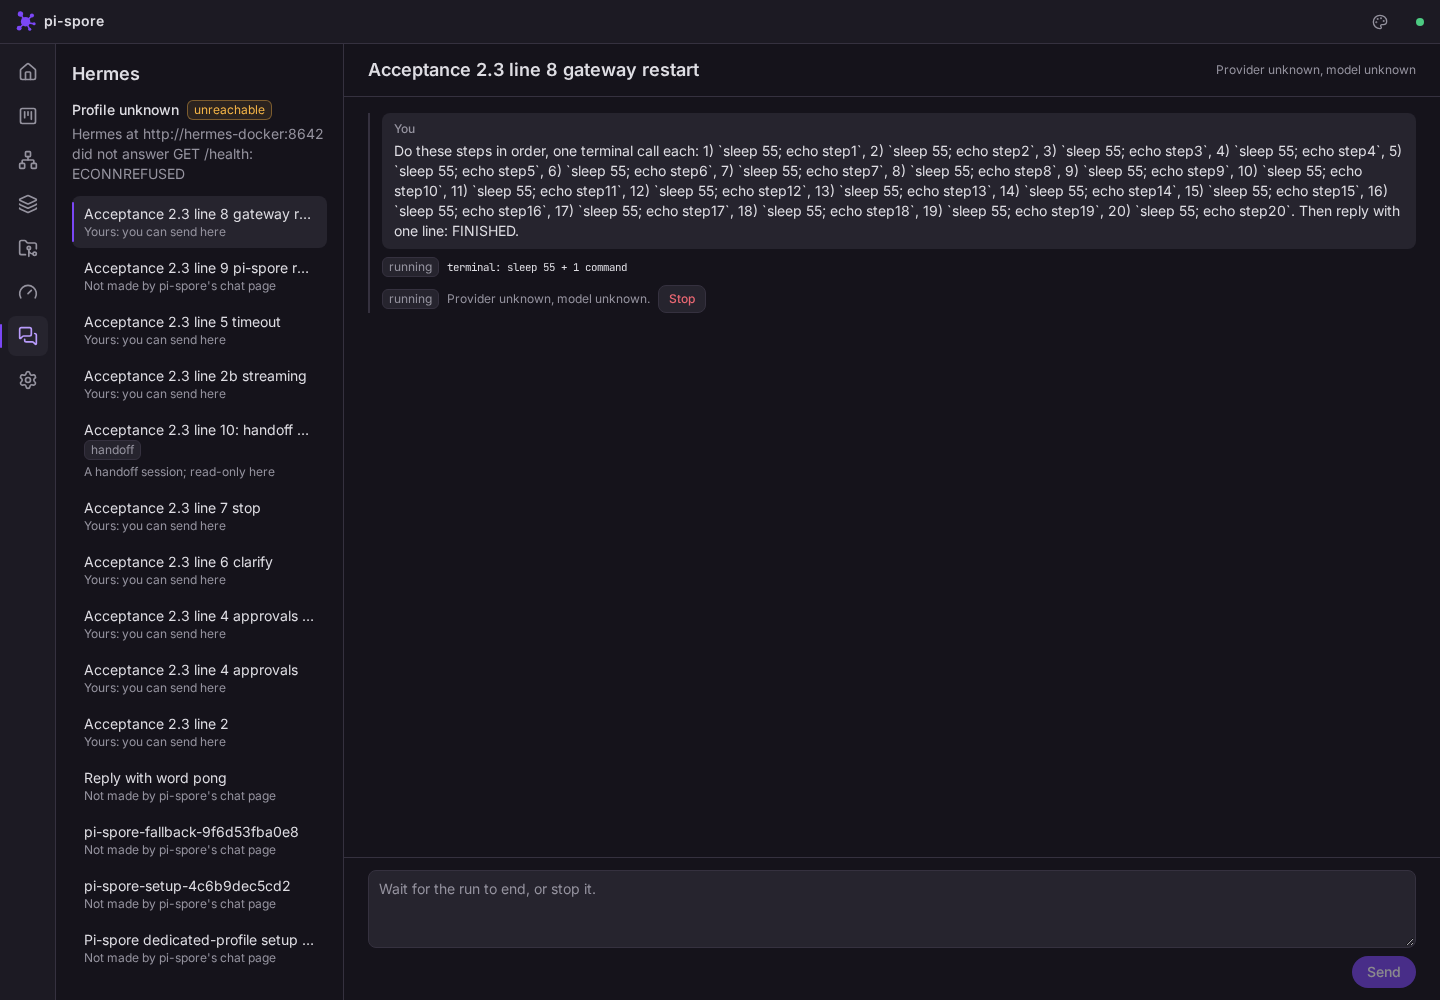 pi-spore
Hermes
Profile unknown unreachable
Hermes at http://hermes-docker:8642
did not answer GET /health:
ECONNREFUSED
Acceptance 2.3 line 8 gateway r...
Yours: you can send here
Acceptance 2.3 line 9 pi-spore r...
Not made by pi-spore's chat page
Acceptance 2.3 line 5 timeout
Yours: you can send here
Acceptance 2.3 line 2b streaming
Yours: you can send here
Acceptance 2.3 line 10: handoff ...
handoff
A handoff session; read-only here
Acceptance 2.3 line 7 stop
Yours: you can send here
Acceptance 2.3 line 6 clarify
Yours: you can send here
Acceptance 2.3 line 4 approvals ...
Yours: you can send here
Acceptance 2.3 line 4 approvals
Yours: you can send here
Acceptance 2.3 line 2
Yours: you can send here
Reply with word pong
Not made by pi-spore's chat page
pi-spore-fallback-9f6d53fba0e8
Not made by pi-spore's chat page
pi-spore-setup-4c6b9dec5cd2
Not made by pi-spore's chat page
Pi-spore dedicated-profile setup ...
Not made by pi-spore's chat page
Acceptance 2.3 line 8 gateway restart
Provider unknown, model unknown
You
Do these steps in order, one terminal call each: 1) `sleep 55; echo step1`, 2) `sleep 55; echo step2`, 3) `sleep 55; echo step3`, 4) `sleep 55; echo step4`, 5)
`sleep 55; echo step5`, 6) `sleep 55; echo step6`, 7) `sleep 55; echo step7`, 8) `sleep 55; echo step8`, 9) `sleep 55; echo step9`, 10) `sleep 55; echo
step10`, 11) `sleep 55; echo step11`, 12) `sleep 55; echo step12`, 13) `sleep 55; echo step13`, 14) `sleep 55; echo step14`, 15) `sleep 55; echo step15`, 16)
`sleep 55; echo step16`, 17) `sleep 55; echo step17`, 18) `sleep 55; echo step18`, 19) `sleep 55; echo step19`, 20) `sleep 55; echo step20`. Then reply with
one line: FINISHED.
running terminal: sleep 55 + 1 command
running Provider unknown, model unknown. Stop
Wait for the run to end, or stop it.
Send